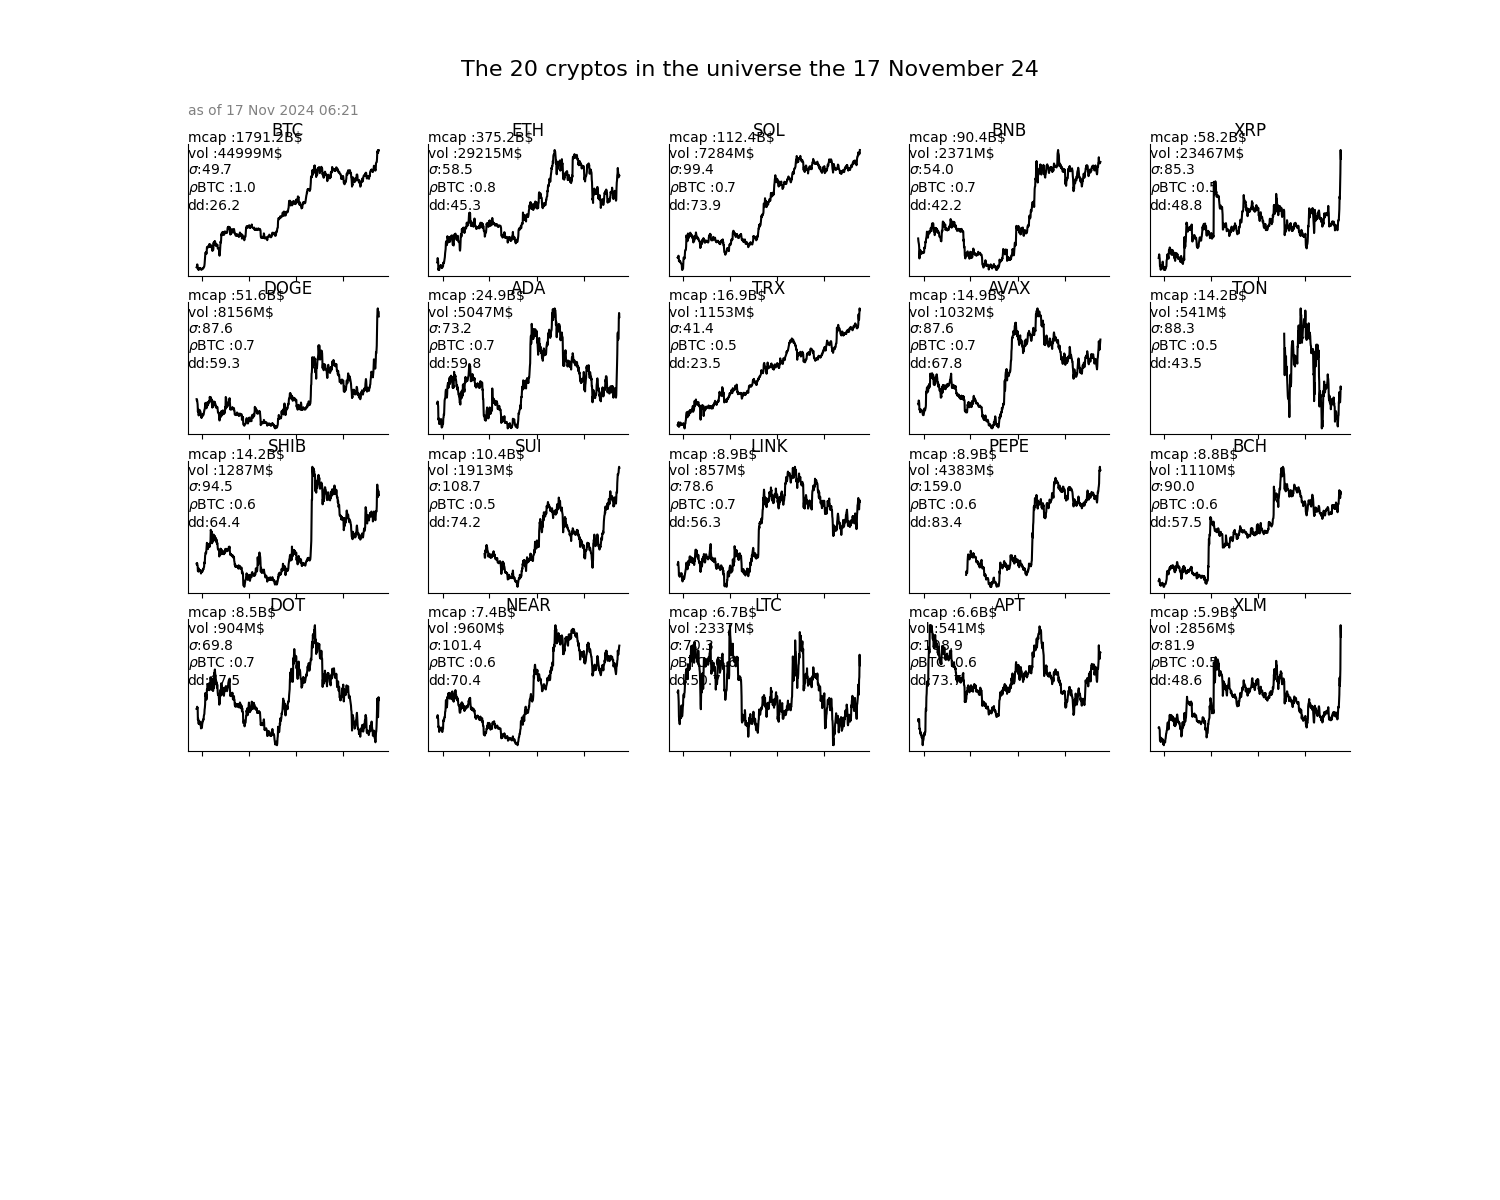 The 20 cryptos in the universe the 17 November 24
as of 17 Nov 2024 06:21
BTC
mcap :1791.2B$
vol :44999M$
σ:49.7
ρBTC :1.0
dd:26.2
ETH
mcap :375.2B$
vol :29215M$
σ:58.5
ρBTC :0.8
dd:45.3
SOL
mcap :112.4B$
vol :7284M$
σ:99.4
ρBTC :0.7
dd:73.9
BNB
mcap :90.4B$
vol :2371M$
σ:54.0
ρBTC :0.7
dd:42.2
XRP
mcap :58.2B$
vol :23467M$
σ:85.3
ρBTC :0.5
dd:48.8
DOGE
mcap :51.6B$
vol :8156M$
σ:87.6
ρBTC :0.7
dd:59.3
ADA
mcap :24.9B$
vol :5047M$
σ:73.2
ρBTC :0.7
dd:59.8
TRX
mcap :16.9B$
vol :1153M$
σ:41.4
ρBTC :0.5
dd:23.5
AVAX
mcap :14.9B$
vol :1032M$
σ:87.6
ρBTC :0.7
dd:67.8
TON
mcap :14.2B$
vol :541M$
σ:88.3
ρBTC :0.5
dd:43.5
SHIB
mcap :14.2B$
vol :1287M$
σ:94.5
ρBTC :0.6
dd:64.4
SUI
mcap :10.4B$
vol :1913M$
σ:108.7
ρBTC :0.5
dd:74.2
LINK
mcap :8.9B$
vol :857M$
σ:78.6
ρBTC :0.7
dd:56.3
PEPE
mcap :8.9B$
vol :4383M$
σ:159.0
ρBTC :0.6
dd:83.4
BCH
mcap :8.8B$
vol :1110M$
σ:90.0
ρBTC :0.6
dd:57.5
DOT
mcap :8.5B$
vol :904M$
σ:69.8
ρBTC :0.7
NEAR
mcap :7.4B$
vol :960M$
σ:101.4
ρBTC :0.6
dd:70.4
LTC
mcap :6.7B$
vol :2337M$
σ:70.3
ρBTC
APT
mcap :6.6B$
vol :541M$
ρBTC :0.6
XLM
mcap :5.9B$
vol :2856M$
σ:81.9
ρBTC :0.5
dd:48.6